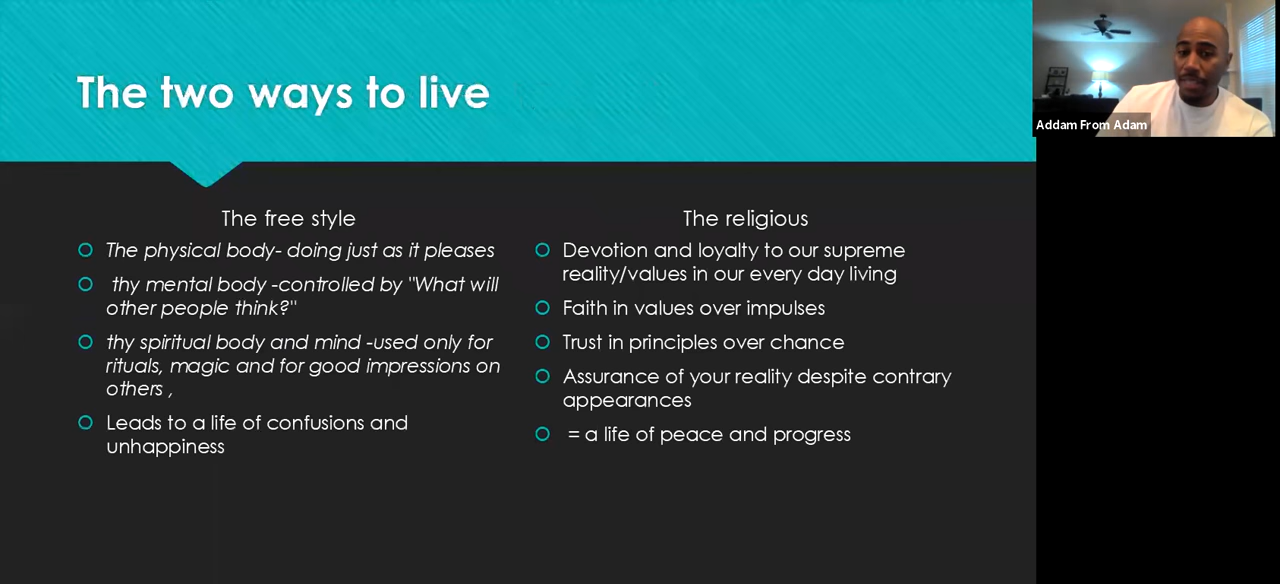 The two ways to live
Addam From Adam
The free style
The physical body- doing just as it pleases
thy mental body -controlled by "What will
other people think?"
thy spiritual body and mind -used only for
rituals, magic and for good impressions on
others ,
Leads to a life of confusions and
unhappiness
The religious
Devotion and loyalty to our supreme
reality/values in our every day living
Faith in values over impulses
Trust in principles over chance
Assurance of your reality despite contrary
appearances
= a life of peace and progress